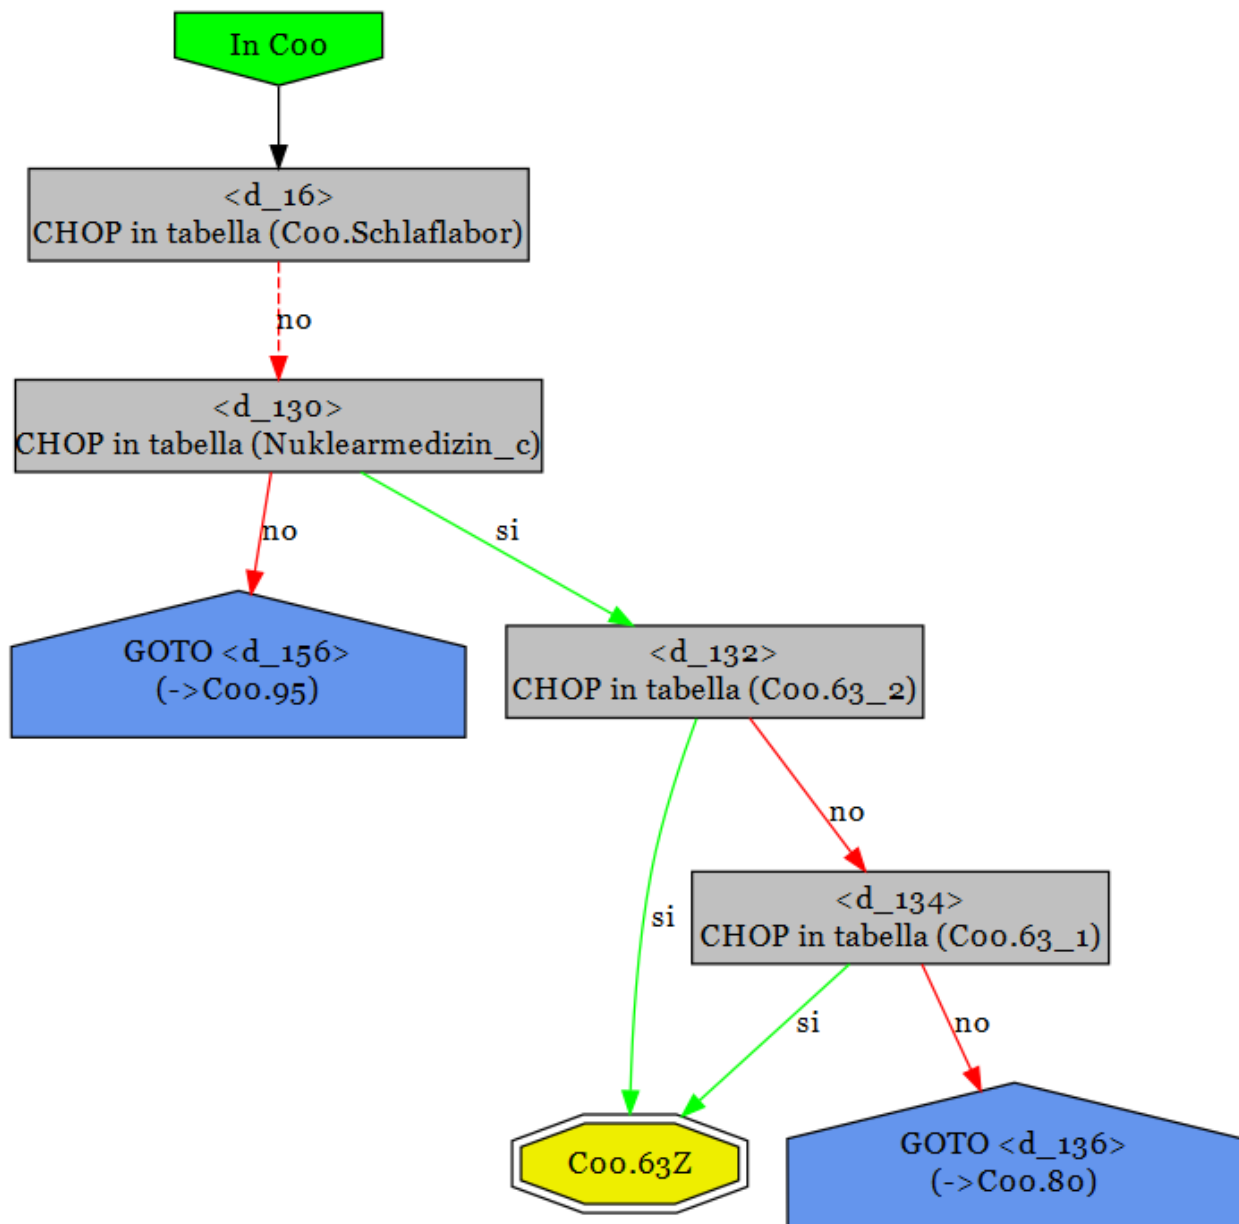 In C00
<d_16>
CHOP in tabella (C00.Schlaflabor)
no
<d_130>
CHOP in tabella (Nuklearmedizin_c)
no
si
GOTO <d_156>
(->C00.95)
<d_132>
CHOP in tabella (C00.63_2)
no
si
<d_134>
CHOP in tabella (C00.63_1)
si
no
C00.63Z
GOTO <d_136>
(->C00.80)